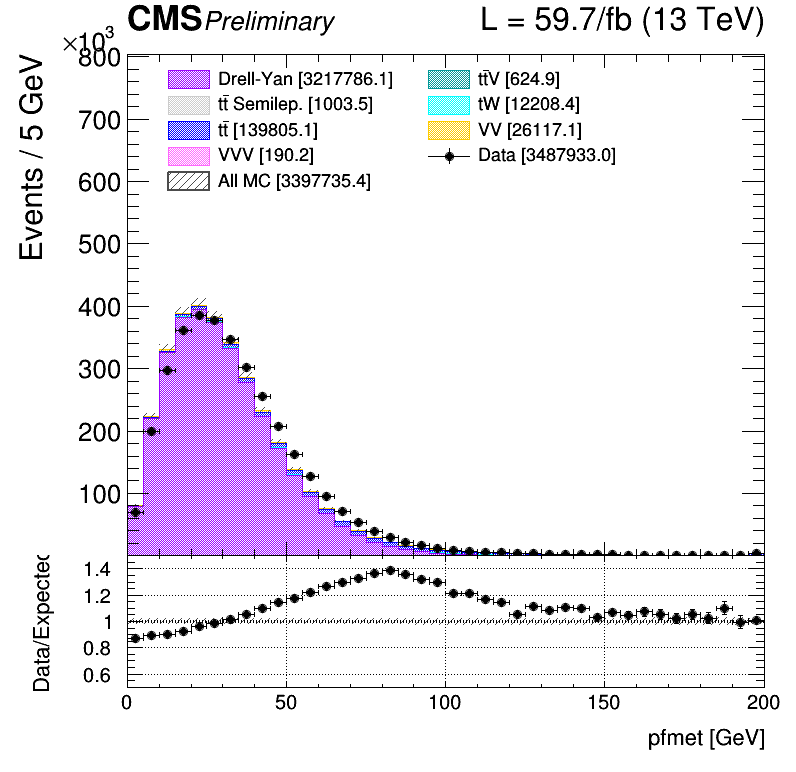 CMS Preliminary L = 59.7/fb (13 TeV)
×10³
Events / 5 GeV
800
700
600
500
400
300
200
100
Drell-Yan [3217786.1]
tt̄ Semilep. [1003.5]
tt̄ [139805.1]
VVV [190.2]
All MC [3397735.4]
tt̄V [624.9]
tW [12208.4]
VV [26117.1]
Data [3487933.0]
Data/Expected
1.4
1.2
1
0.8
0.6
0 50 100 150 200
pfmet [GeV]